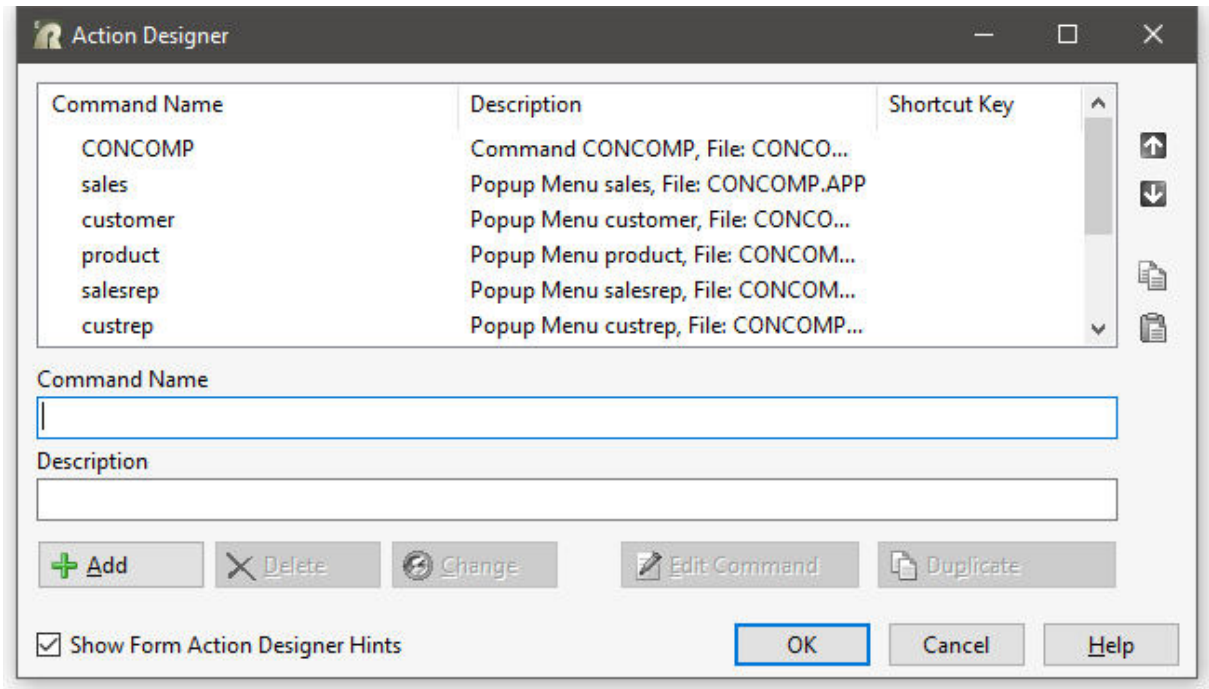 Action Designer
Command Name Description Shortcut Key
CONCOMP Command CONCOMP, File: CONCO...
sales Popup Menu sales, File: CONCOMP.APP
customer Popup Menu customer, File: CONCO...
product Popup Menu product, File: CONCOM...
salesrep Popup Menu salesrep, File: CONCOM...
custrep Popup Menu custrep, File: CONCOMP...
Command Name
Description
Add Delete Change Edit Command Duplicate
Show Form Action Designer Hints OK Cancel Help